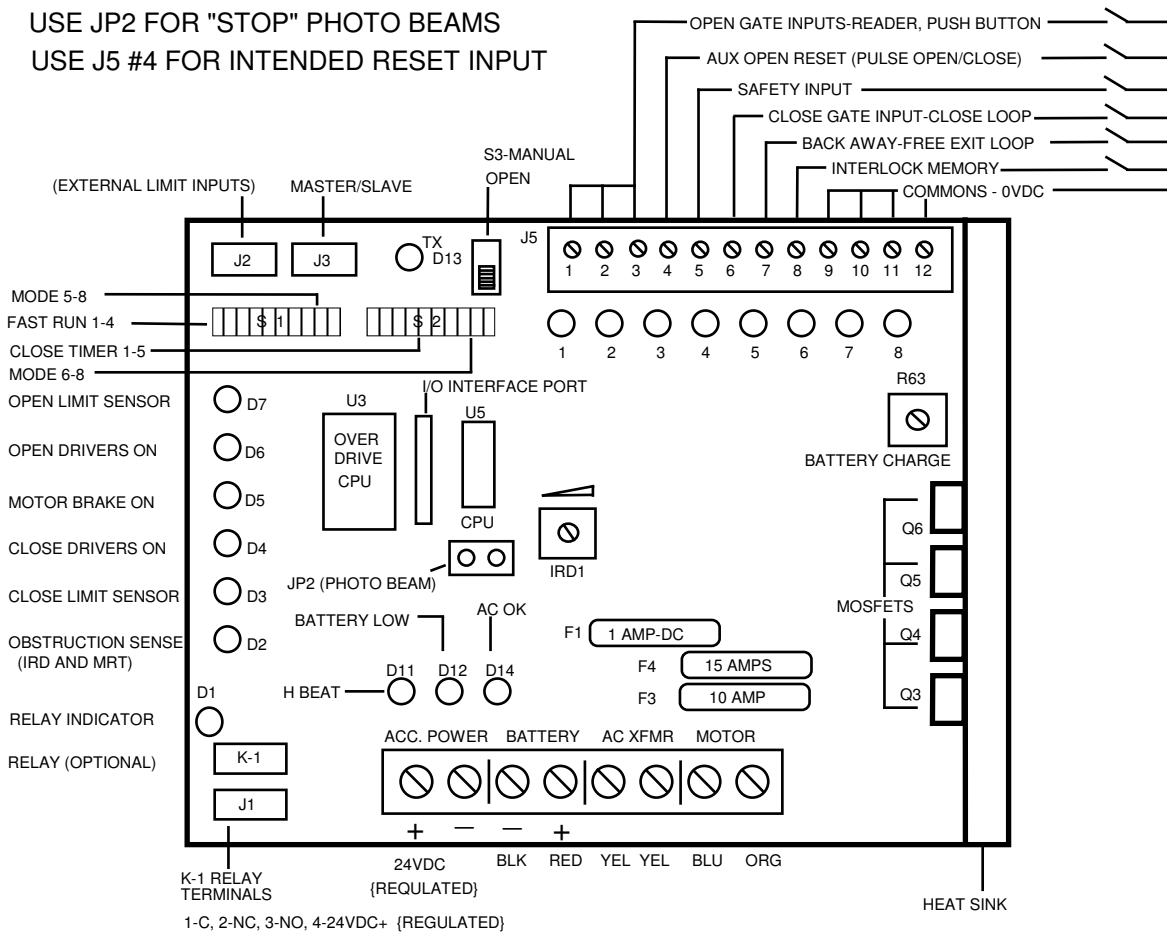 USE JP2 FOR "STOP" PHOTO BEAMS
USE J5 #4 FOR INTENDED RESET INPUT
OPEN GATE INPUTS-READER, PUSH BUTTON
AUX OPEN RESET (PULSE OPEN/CLOSE)
SAFETY INPUT
CLOSE GATE INPUT-CLOSE LOOP
BACK AWAY-FREE EXIT LOOP
INTERLOCK MEMORY
COMMONS - 0VDC
S3-MANUAL
OPEN
(EXTERNAL LIMIT INPUTS)
MASTER/SLAVE
J2
J3
TX
D13
J5
1 2 3 4 5 6 7 8 9 10 11 12
MODE 5-8
FAST RUN 1-4
S 1
S 2
CLOSE TIMER 1-5
MODE 6-8
1 2 3 4 5 6 7 8
OPEN LIMIT SENSOR
D7
OPEN DRIVERS ON
D6
MOTOR BRAKE ON
D5
CLOSE DRIVERS ON
D4
CLOSE LIMIT SENSOR
D3
OBSTRUCTION SENSE
(IRD AND MRT)
D2
I/O INTERFACE PORT
U3
OVER
DRIVE
CPU
U5
CPU
R63
BATTERY CHARGE
IRD1
JP2 (PHOTO BEAM)
Q6
Q5
MOSFETS
Q4
Q3
BATTERY LOW
AC OK
F1
1 AMP-DC
F4
15 AMPS
F3
10 AMP
H BEAT
D11
D12
D14
D1
RELAY INDICATOR
RELAY (OPTIONAL)
K-1
J1
ACC. POWER
BATTERY
AC XFMR
MOTOR
+ — — +
24VDC
{REQULATED}
BLK RED YEL YEL BLU ORG
K-1 RELAY
TERMINALS
1-C, 2-NC, 3-NO, 4-24VDC+ {REGULATED}
HEAT SINK